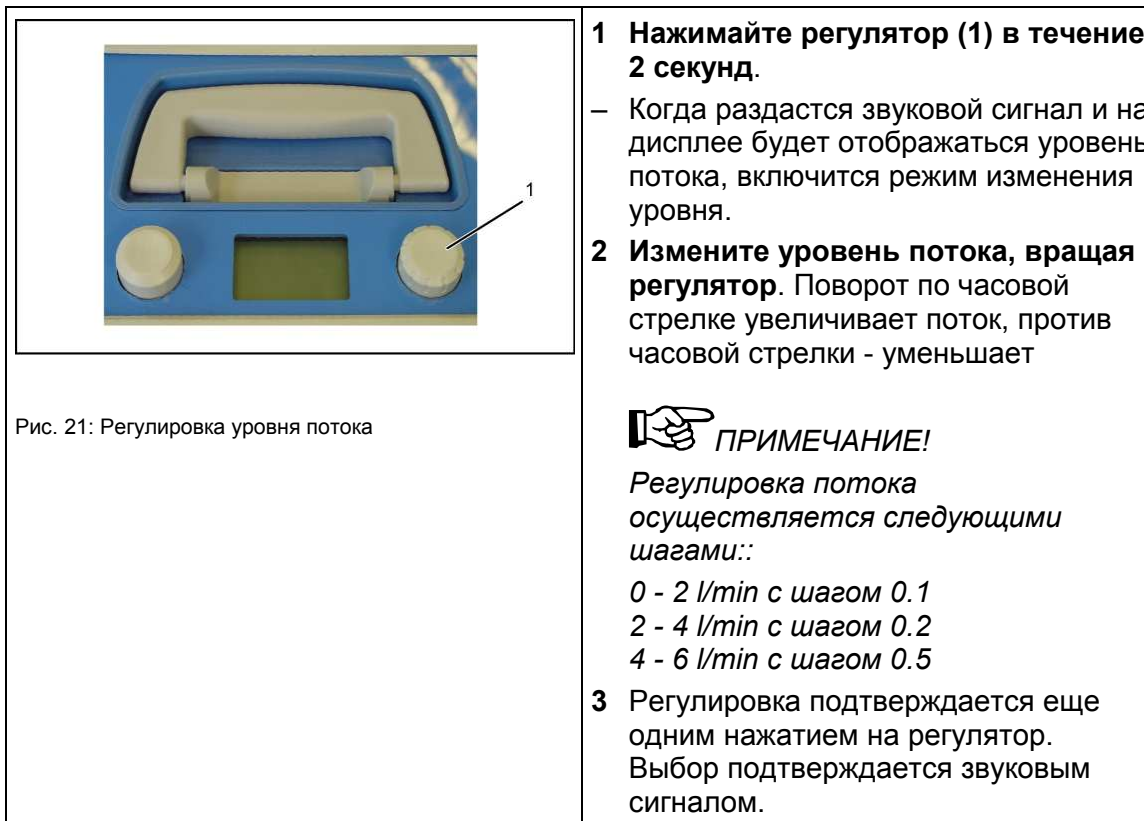 1
Рис. 21: Регулировка уровня потока
1 Нажимайте регулятор (1) в течение
2 секунд.
– Когда раздастся звуковой сигнал и на
дисплее будет отображаться уровень
потока, включится режим изменения
уровня.
2 Измените уровень потока, вращая
регулятор. Поворот по часовой
стрелке увеличивает поток, против
часовой стрелки - уменьшает
ПРИМЕЧАНИЕ!
Регулировка потока
осуществляется следующими
шагами::
0 - 2 l/min с шагом 0.1
2 - 4 l/min с шагом 0.2
4 - 6 l/min с шагом 0.5
3 Регулировка подтверждается еще
одним нажатием на регулятор.
Выбор подтверждается звуковым
сигналом.